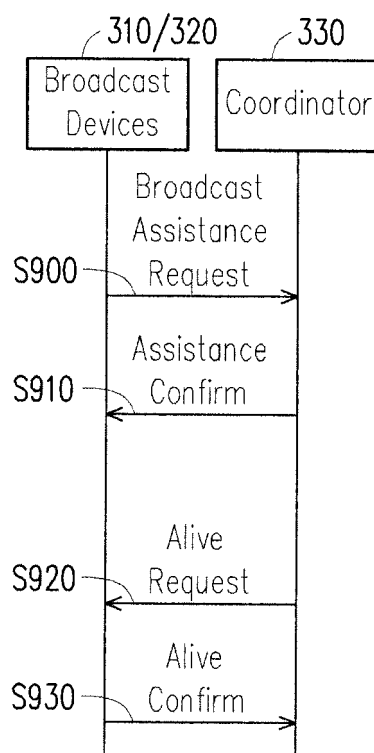 310/320
330
Broadcast
Devices
Coordinator
Broadcast
Assistance
Request
S900
Assistance
Confirm
S910
Alive
Request
S920
Alive
Confirm
S930